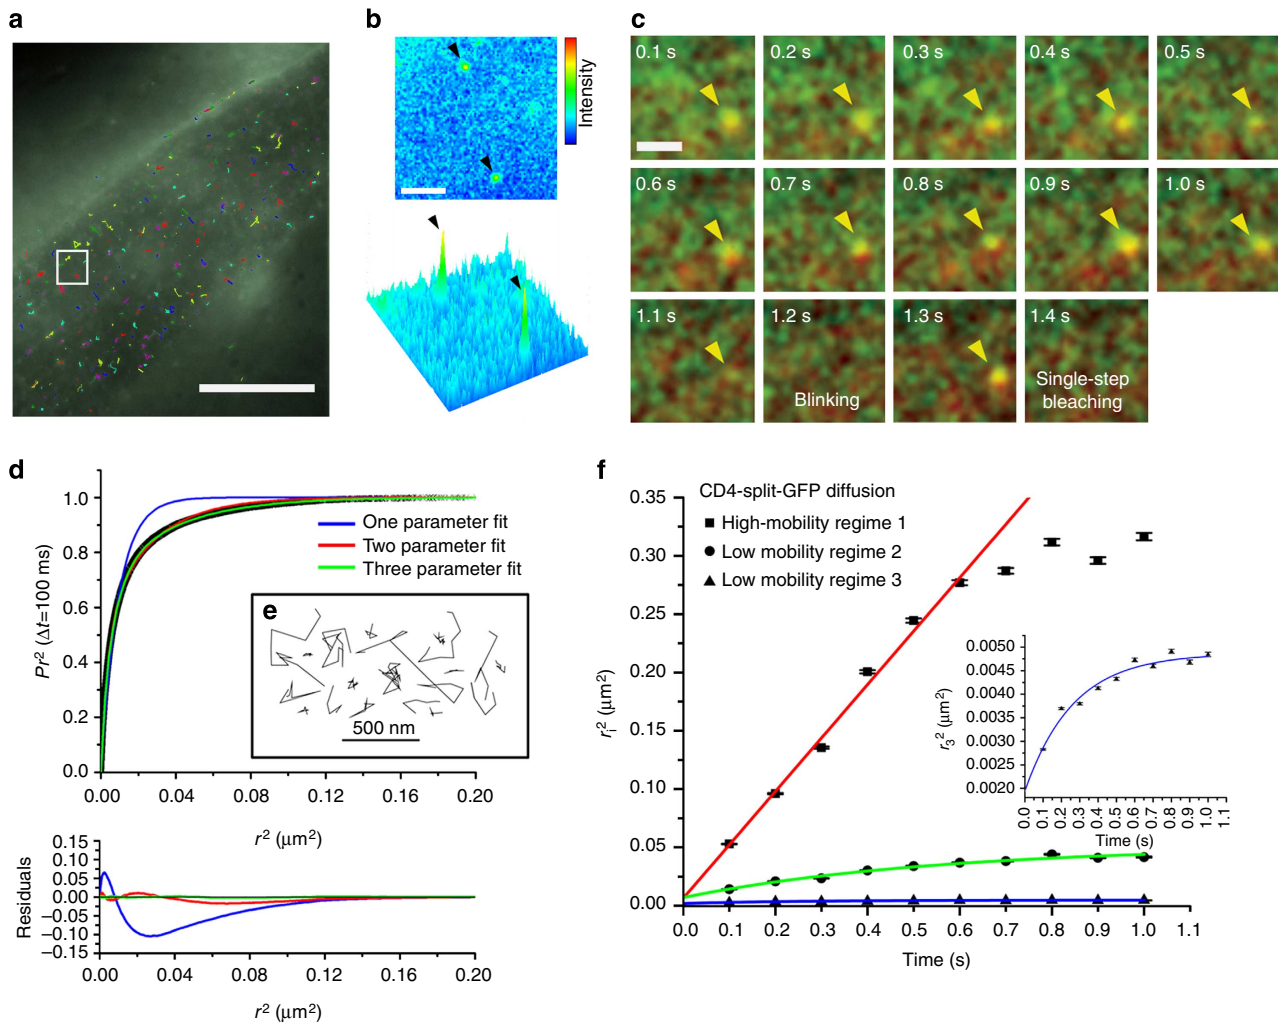 a
b
Intensity
c
0.1 s
0.2 s
0.3 s
0.4 s
0.5 s
0.6 s
0.7 s
0.8 s
0.9 s
1.0 s
1.1 s
1.2 s
Blinking
1.3 s
1.4 s
Single-step
bleaching
d
Pr² (Δt=100 ms)
1.0
0.8
0.6
0.4
0.2
0.0
One parameter fit
Two parameter fit
Three parameter fit
e
500 nm
0.00 0.04 0.08 0.12 0.16 0.20
r² (μm²)
Residuals
0.15
0.10
0.05
0.00
−0.05
−0.10
−0.15
0.00 0.04 0.08 0.12 0.16 0.20
r² (μm²)
f
rᵢ² (μm²)
0.35
0.30
0.25
0.20
0.15
0.10
0.05
0.00
CD4-split-GFP diffusion
High-mobility regime 1
Low mobility regime 2
Low mobility regime 3
r₃² (μm²)
0.0050
0.0045
0.0040
0.0035
0.0030
0.0025
0.0020
0.0 0.1 0.2 0.3 0.4 0.5 0.6 0.7 0.8 0.9 1.0 1.1
Time (s)
0.0 0.1 0.2 0.3 0.4 0.5 0.6 0.7 0.8 0.9 1.0 1.1
Time (s)